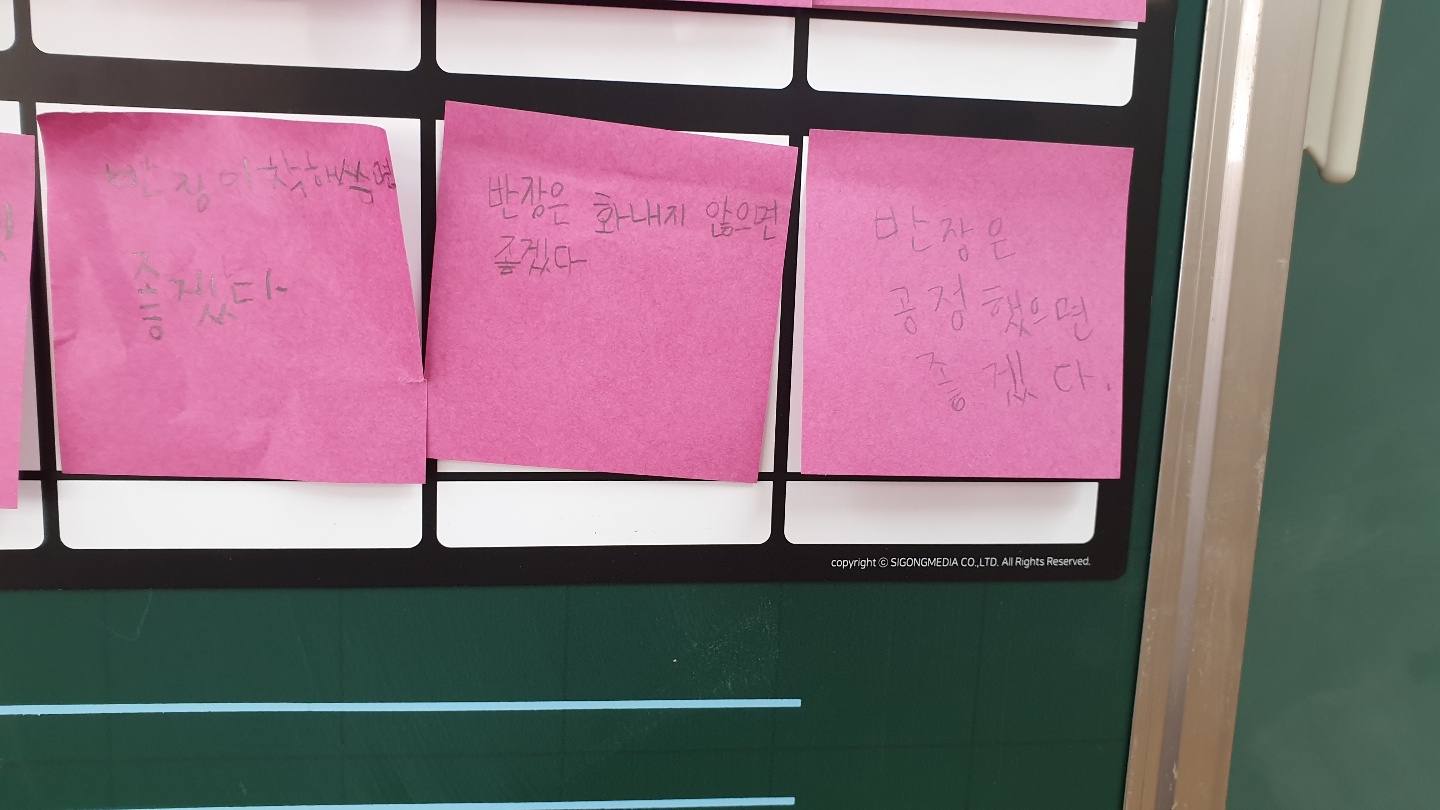 반장이 착해쓰면
좋겠다
반장은 화내지 않으면
좋겠다
반장은
공정했으면
좋겠다.
copyright ⓒ SIGONGMEDIA CO.,LTD. All Rights Reserved.